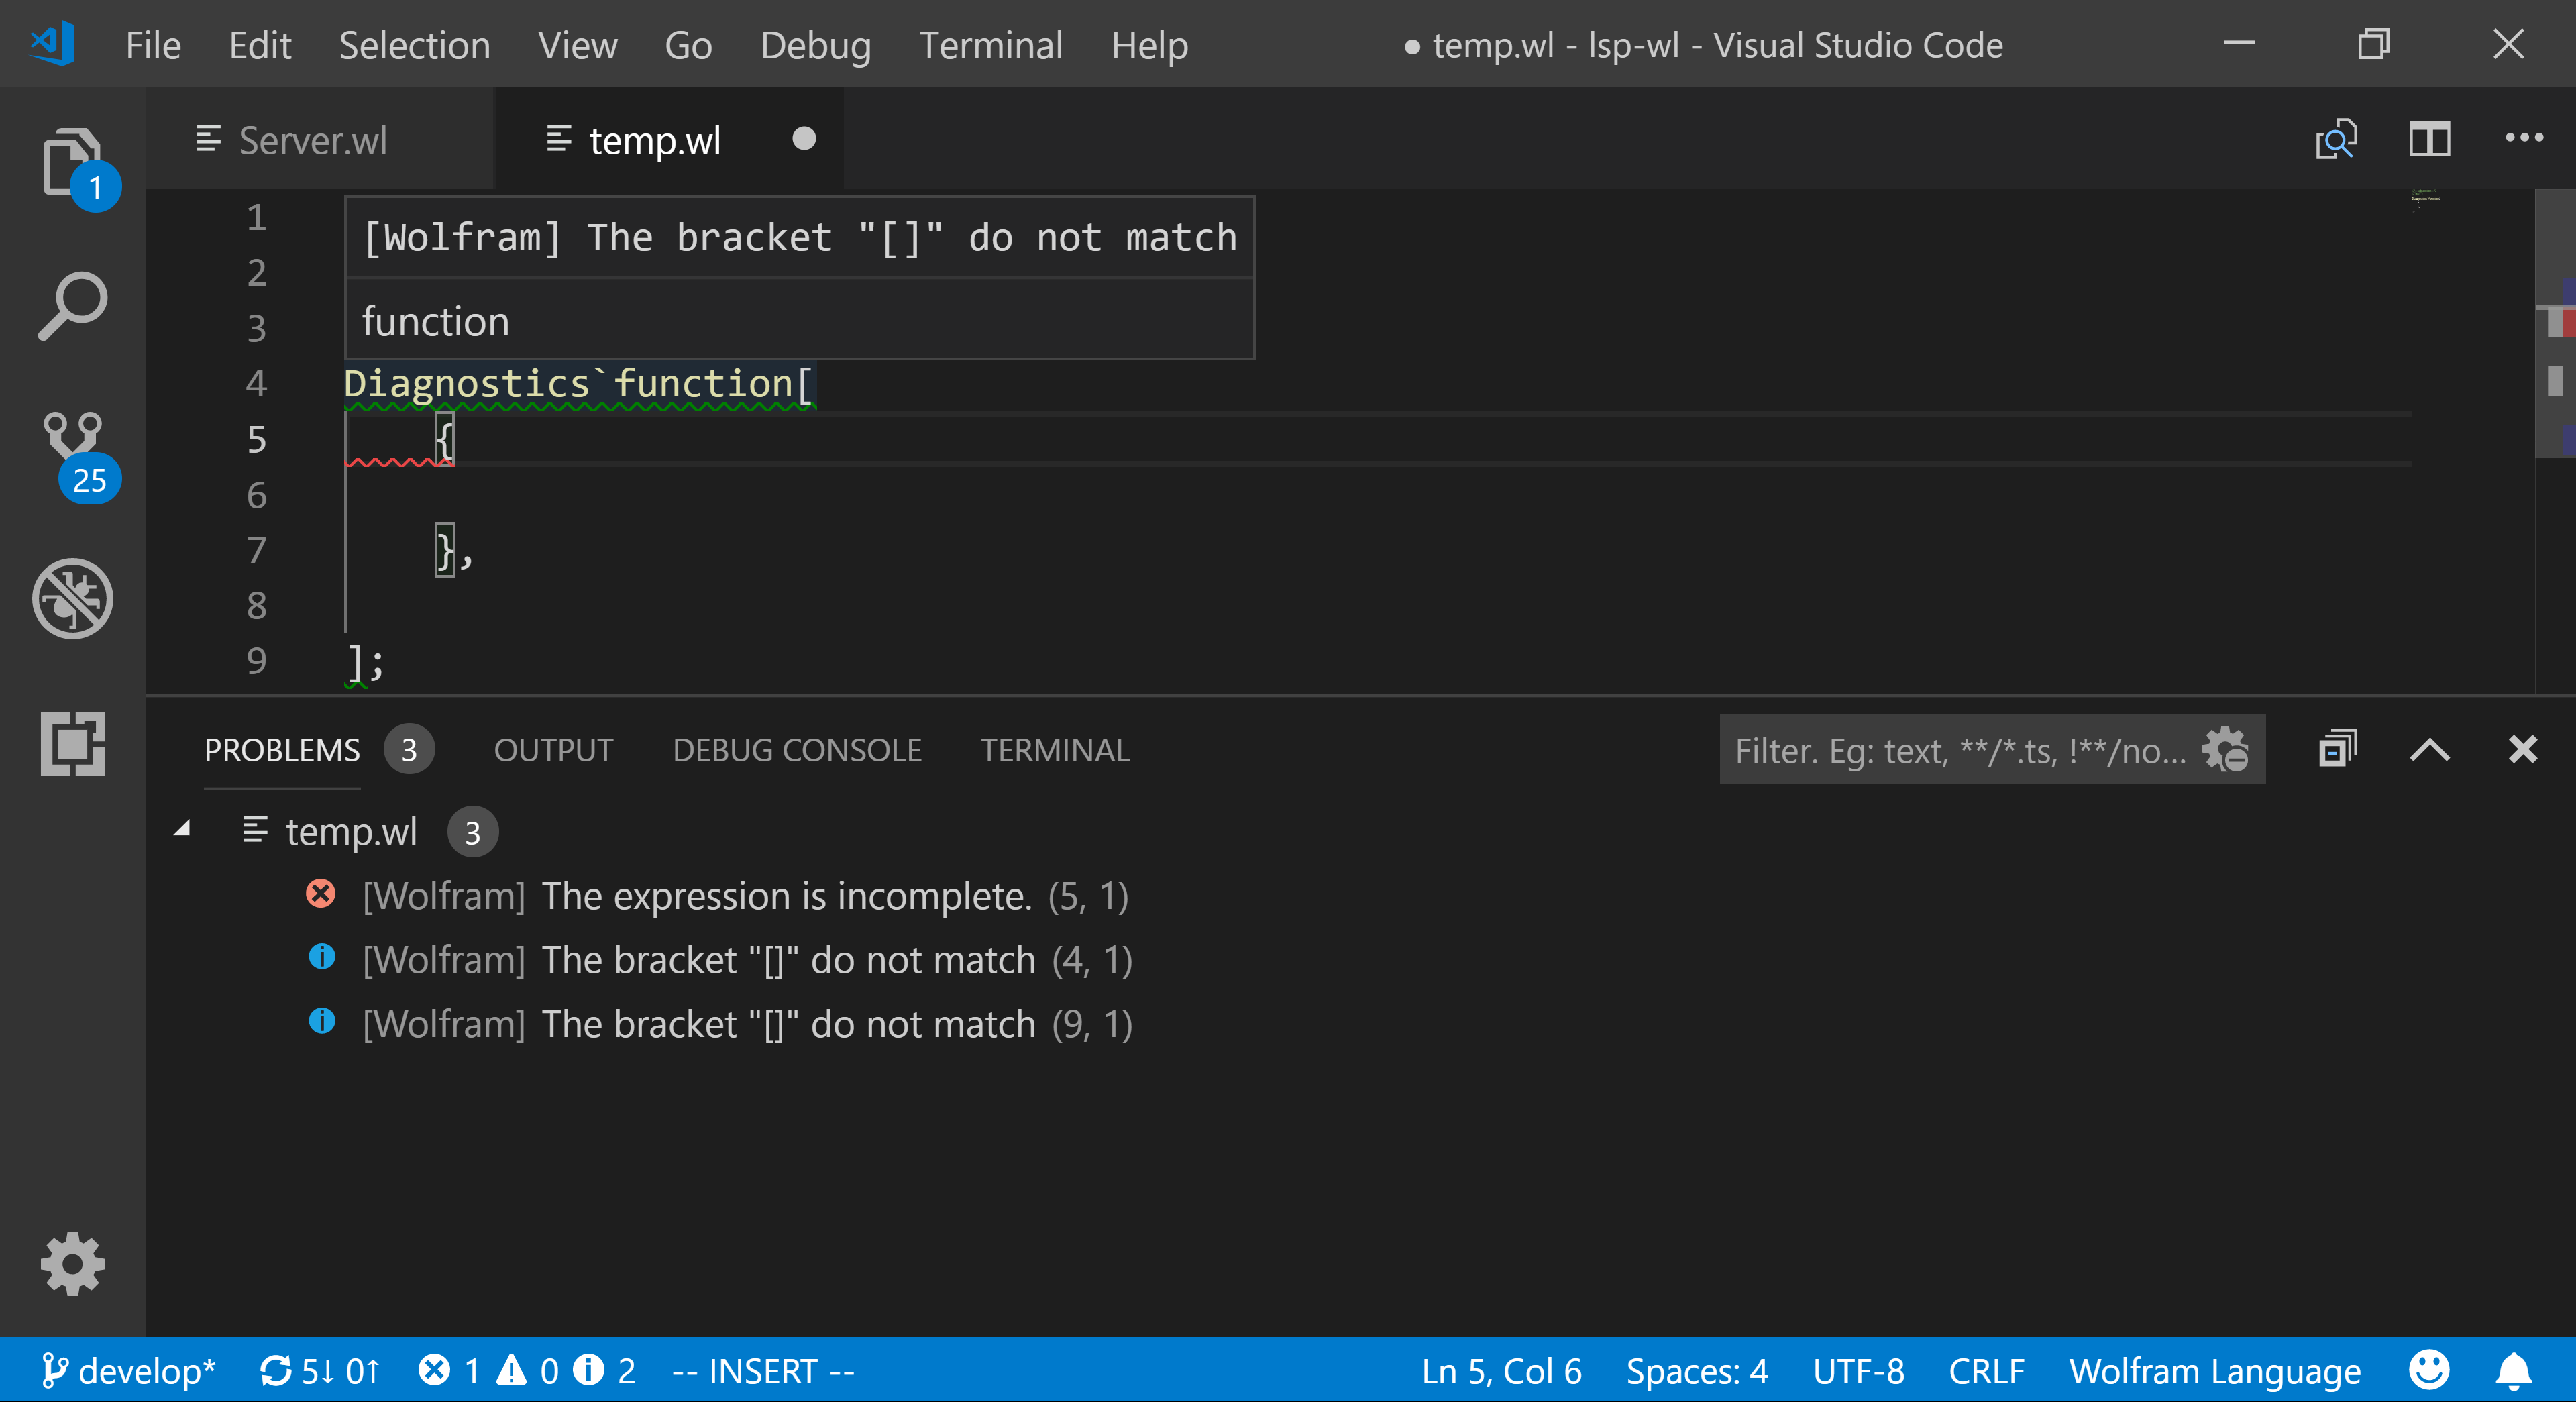 File Edit Selection View Go Debug Terminal Help ● temp.wl - lsp-wl - Visual Studio Code
1
Server.wl temp.wl
1 [Wolfram] The bracket "[]" do not match
2
3 function
4 Diagnostics`function[
5 {
25
6
7 },
8
9 ];
PROBLEMS 3 OUTPUT DEBUG CONSOLE TERMINAL Filter. Eg: text, **/*.ts, !**/no...
temp.wl 3
[Wolfram] The expression is incomplete. (5, 1)
[Wolfram] The bracket "[]" do not match (4, 1)
[Wolfram] The bracket "[]" do not match (9, 1)
develop* 5↓ 0↑ 1 0 2 -- INSERT -- Ln 5, Col 6 Spaces: 4 UTF-8 CRLF Wolfram Language